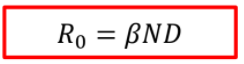 R₀ = βND